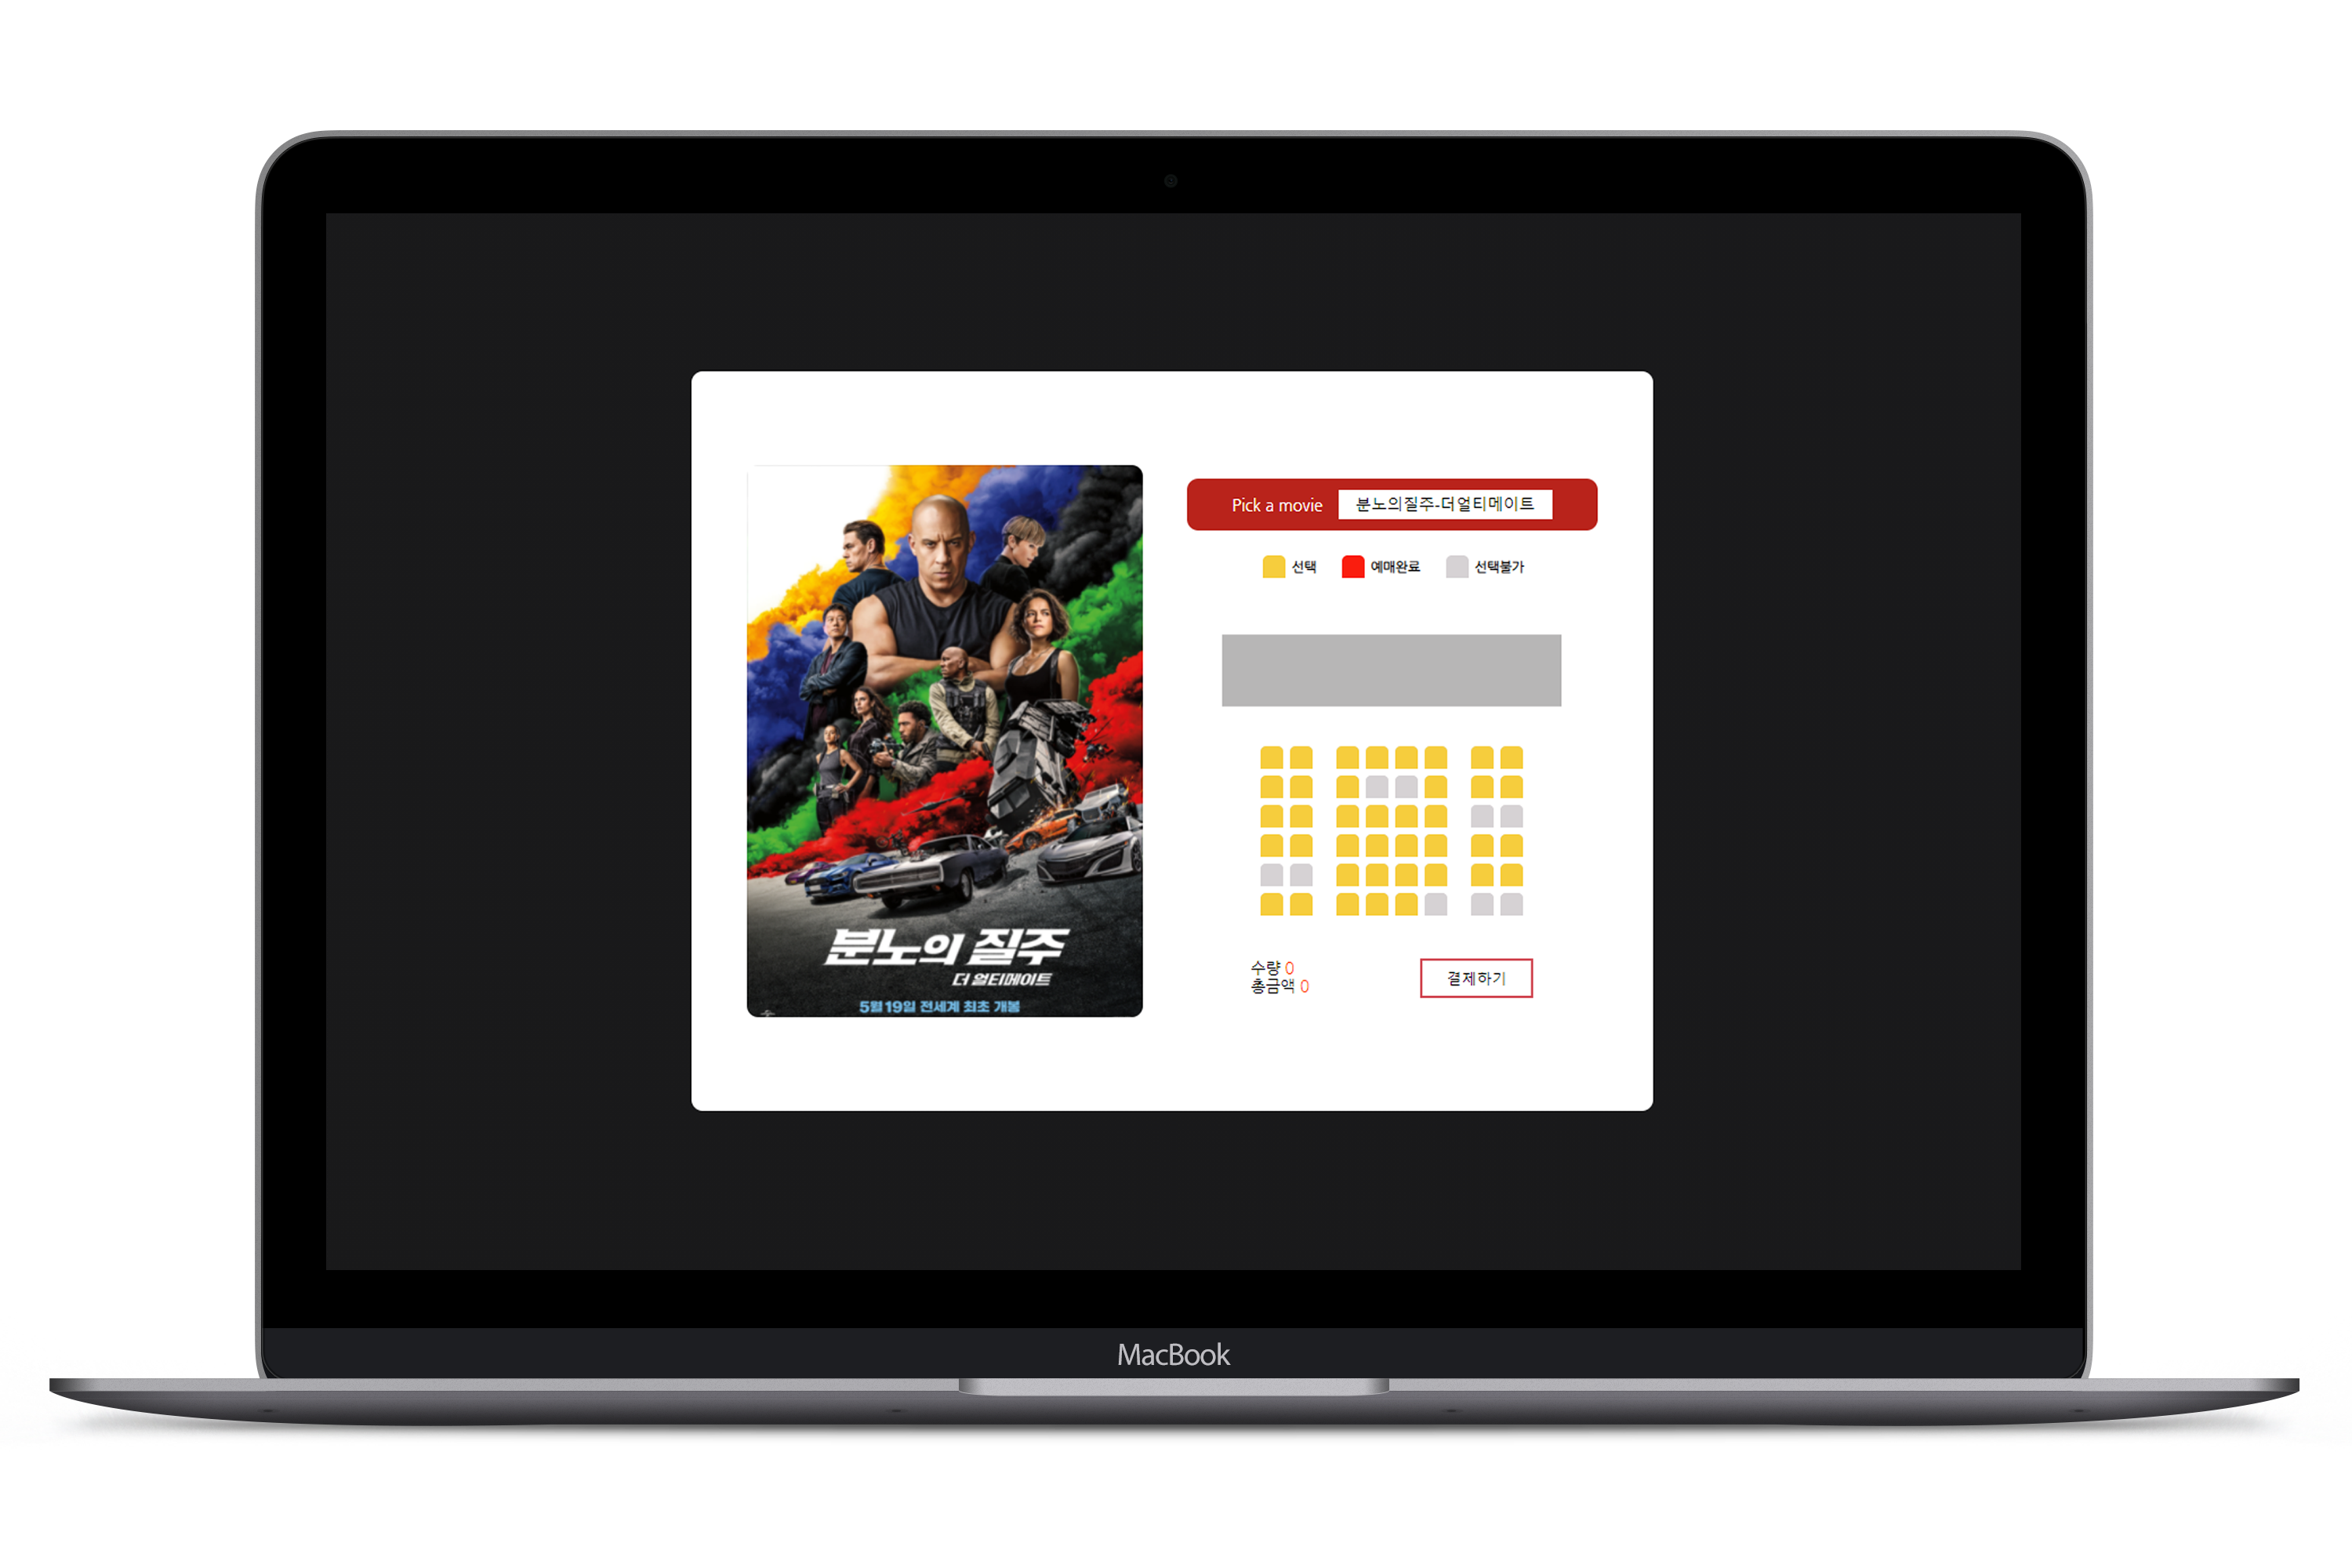 분노의 질주
더 얼티메이트
5월 19일 전세계 최초 개봉
Pick a movie 분노의질주-더얼티메이트
선택 예매완료 선택불가
수량 0
총금액 0
결제하기
MacBook